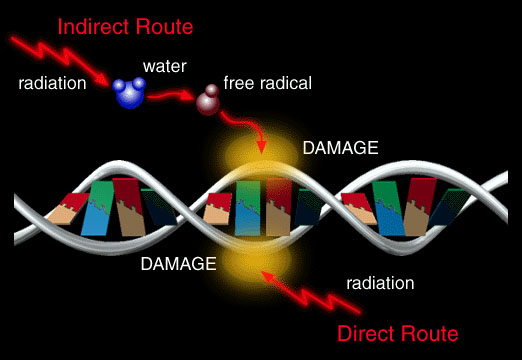 Indirect Route
water
radiation
free radical
DAMAGE
DAMAGE
radiation
Direct Route